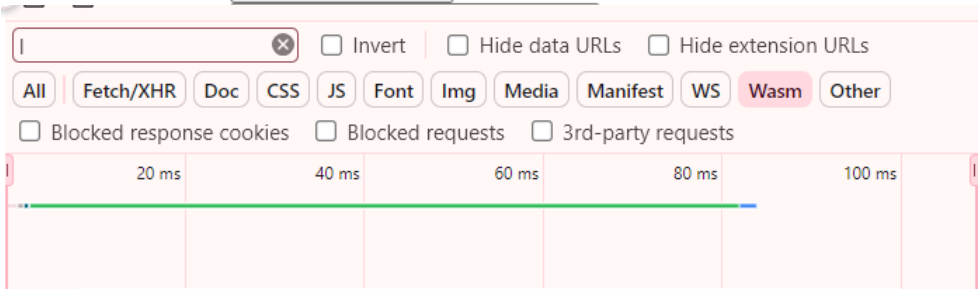 l
Invert
Hide data URLs
Hide extension URLs
All
Fetch/XHR
Doc
CSS
JS
Font
Img
Media
Manifest
WS
Wasm
Other
Blocked response cookies
Blocked requests
3rd-party requests
20 ms
40 ms
60 ms
80 ms
100 ms